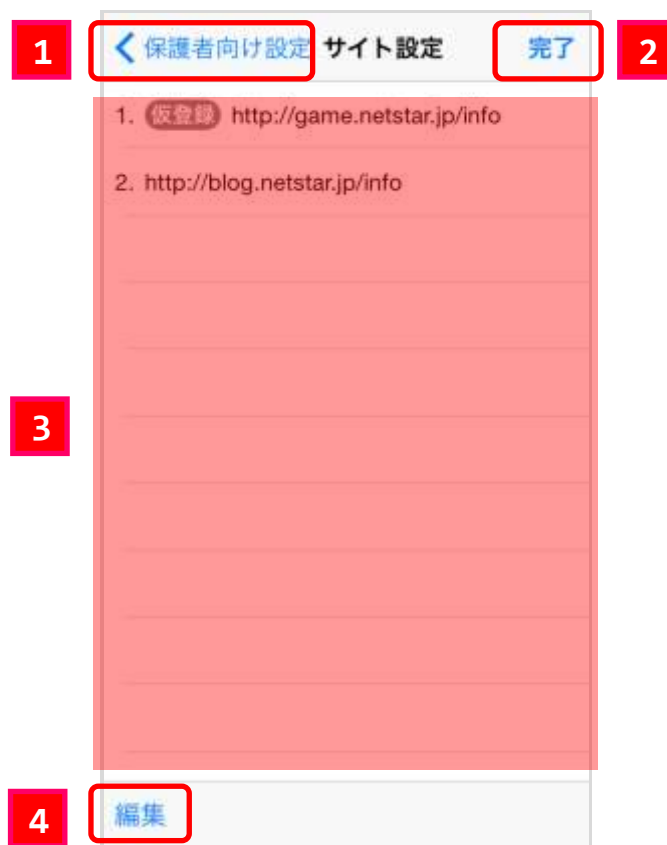 1 保護者向け設定 サイト設定 完了 2
1. 仮登録 http://game.netstar.jp/info
2. http://blog.netstar.jp/info
3
4 編集